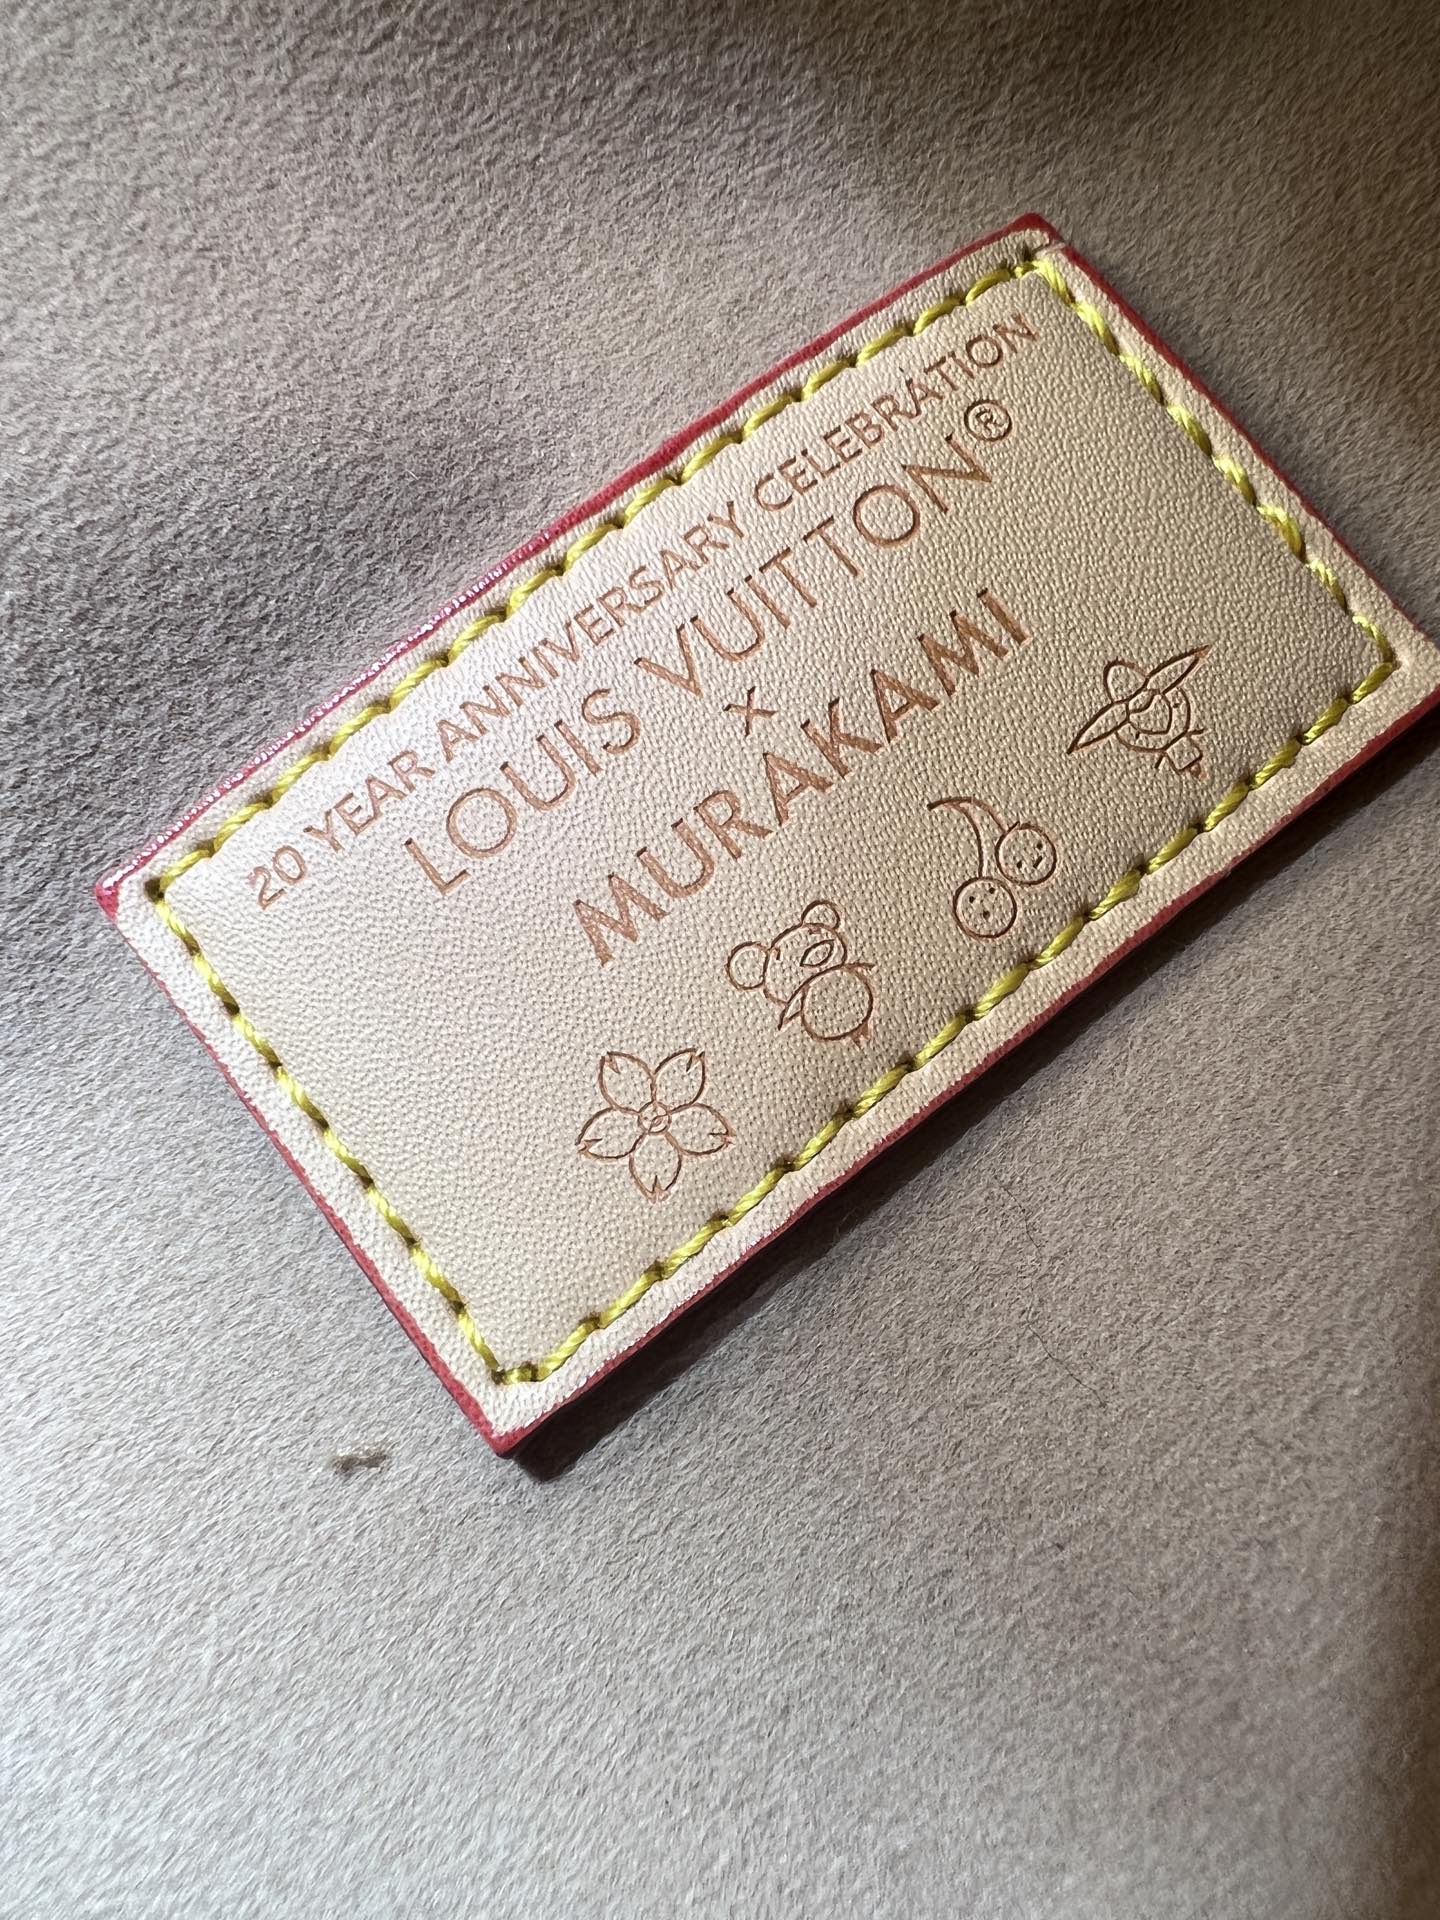 20 YEAR ANNIVERSARY CELEBRATION
LOUIS VUITTON®
x
MURAKAMI